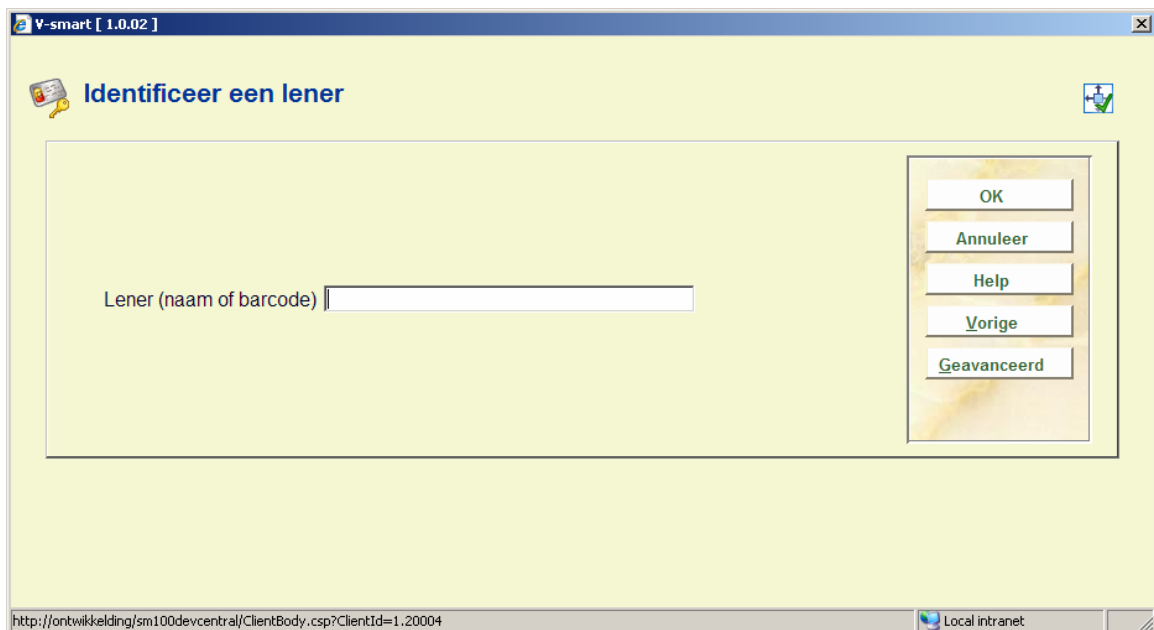 V-smart [ 1.0.02 ]
Identificeer een lener
OK
Annuleer
Lener (naam of barcode)
Help
Vorige
Geavanceerd
http://ontwikkelding/sm100devcentral/ClientBody.csp?ClientId=1.20004
Local intranet